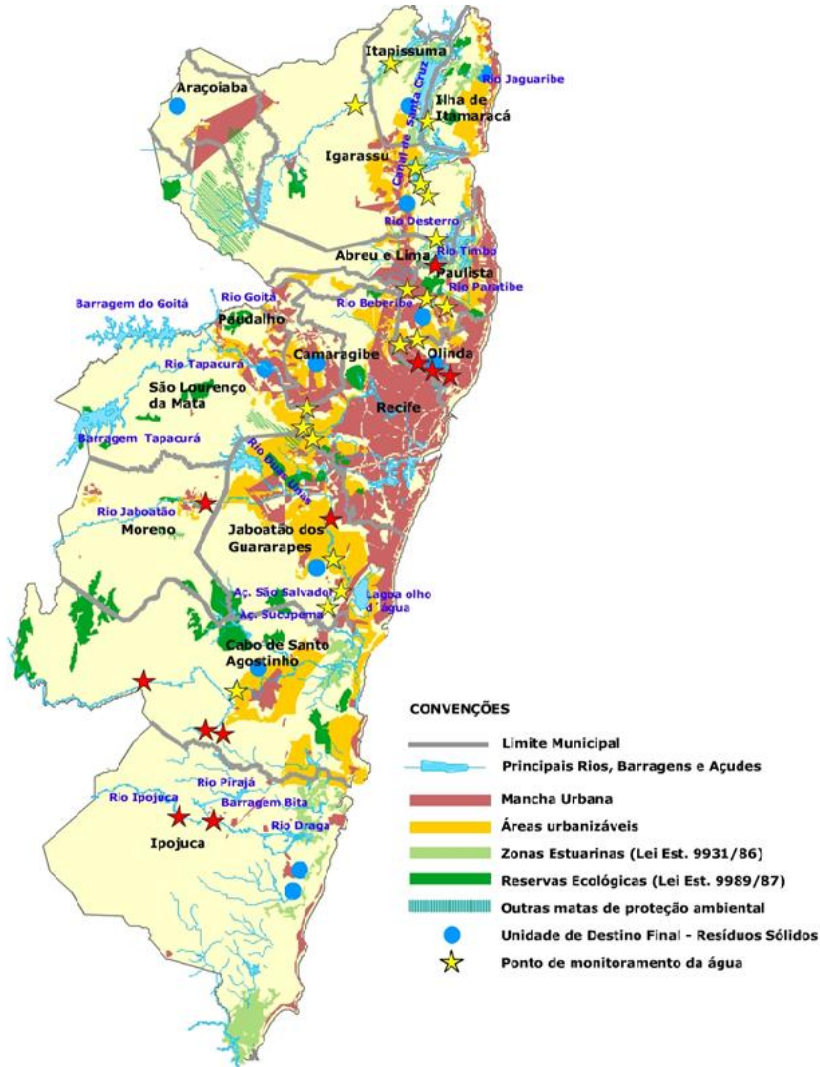 Itapissuma
Araçoiaba
Rio Jaguaribe
Canal de Santa Cruz
Ilha de
Itamaracá
Igarassu
Rio Desterro
Abreu e Lima
Rio Timbo
Paulista
Rio Paratibe
Rio Goitá
Barragem do Goitá
Rio Beberibe
Paudalho
Camaragibe
Olinda
Rio Tapacurá
São Lourenço
da Mata
Recife
Barragem Tapacurá
Rio Duas Unas
Rio Jaboatão
Moreno
Jaboatão dos
Guararapes
Aç. São Salvador
Lagoa olho
d´água
Aç. Sucupema
Cabo de Santo
Agostinho
Rio Pirajá
Rio Ipojuca
Barragem Bita
Rio Draga
Ipojuca
CONVENÇÕES
Limite Municipal
Principais Rios, Barragens e Açudes
Mancha Urbana
Áreas urbanizáveis
Zonas Estuarinas (Lei Est. 9931/86)
Reservas Ecológicas (Lei Est. 9989/87)
Outras matas de proteção ambiental
Unidade de Destino Final - Resíduos Sólidos
Ponto de monitoramento da água